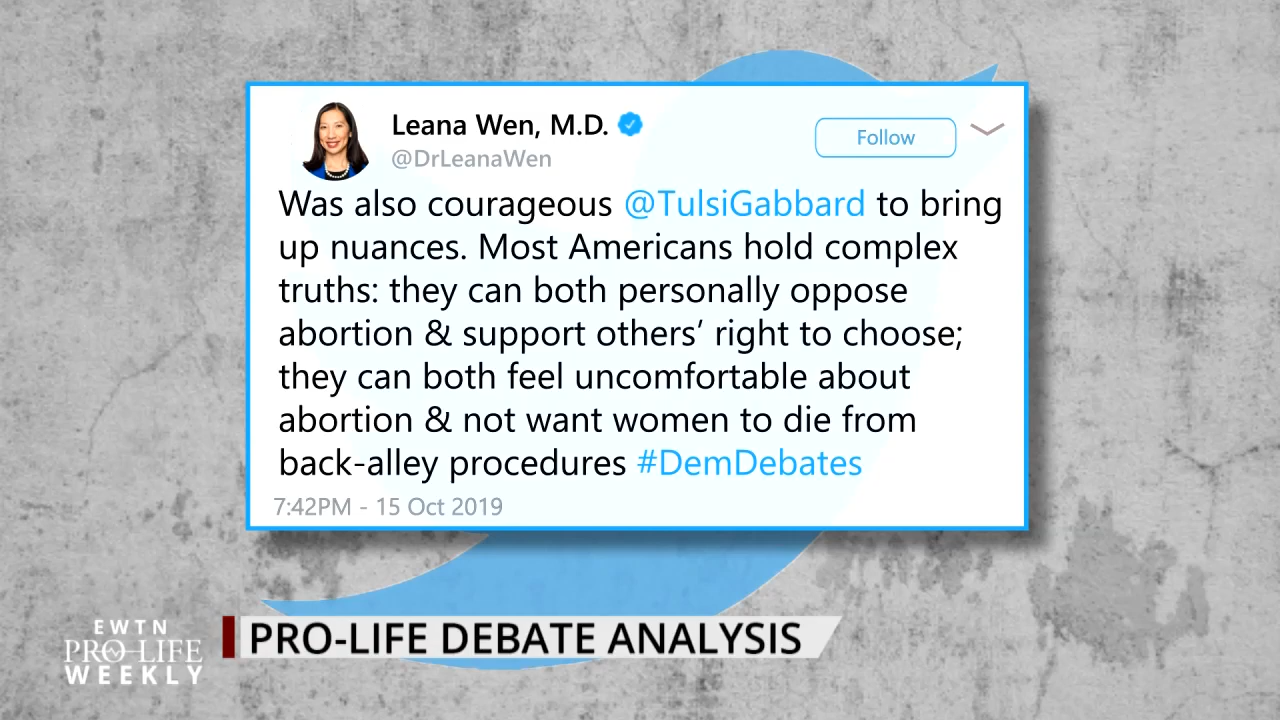 Leana Wen, M.D.
@DrLeanaWen
Follow
Was also courageous @TulsiGabbard to bring
up nuances. Most Americans hold complex
truths: they can both personally oppose
abortion & support others’ right to choose;
they can both feel uncomfortable about
abortion & not want women to die from
back-alley procedures #DemDebates
7:42PM - 15 Oct 2019
EWTN
PRO-LIFE
WEEKLY
PRO-LIFE DEBATE ANALYSIS